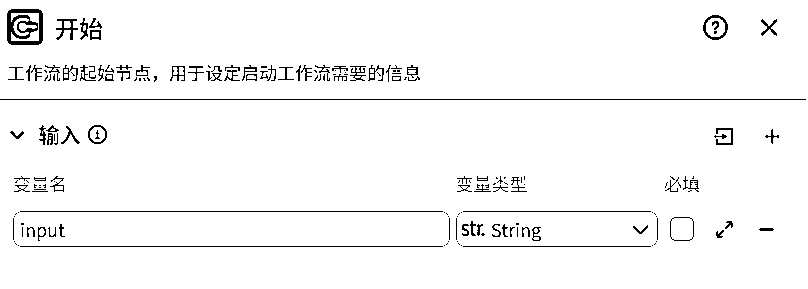 开始
工作流的起始节点，用于设定启动工作流需要的信息
输入
变量名 变量类型 必填
input str. String